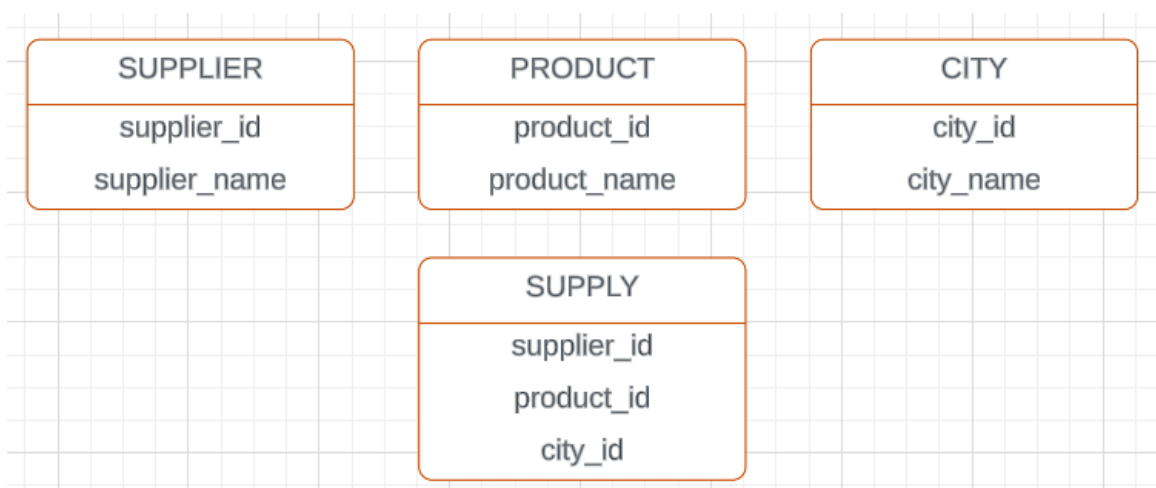 SUPPLIER
supplier_id
supplier_name
PRODUCT
product_id
product_name
CITY
city_id
city_name
SUPPLY
supplier_id
product_id
city_id